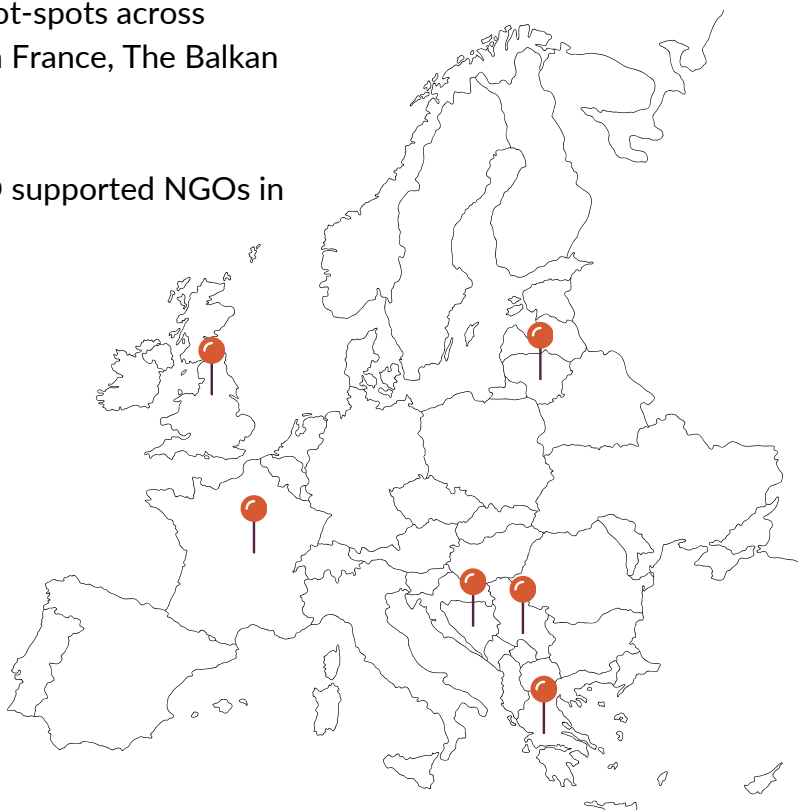 ot-spots across
France, The Balkan
supported NGOs in